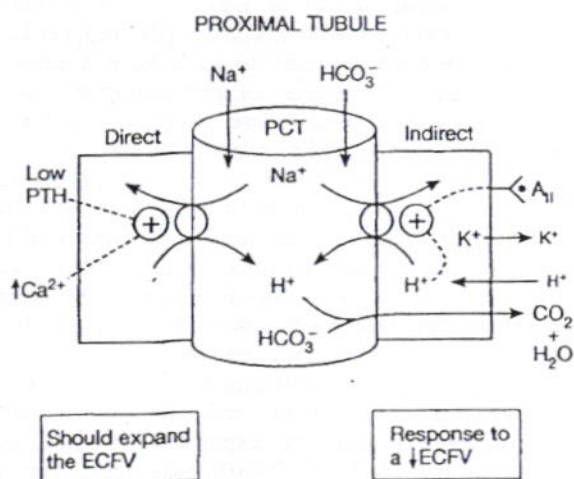 PROXIMAL TUBULE
Na⁺ HCO₃⁻
Direct PCT Indirect
Low
PTH
Na⁺
A_II
+ +
K⁺ K⁺
↑Ca²⁺
H⁺ H⁺ H⁺
HCO₃⁻
CO₂
+
H₂O
Should expand
the ECFV
Response to
a ↓ECFV